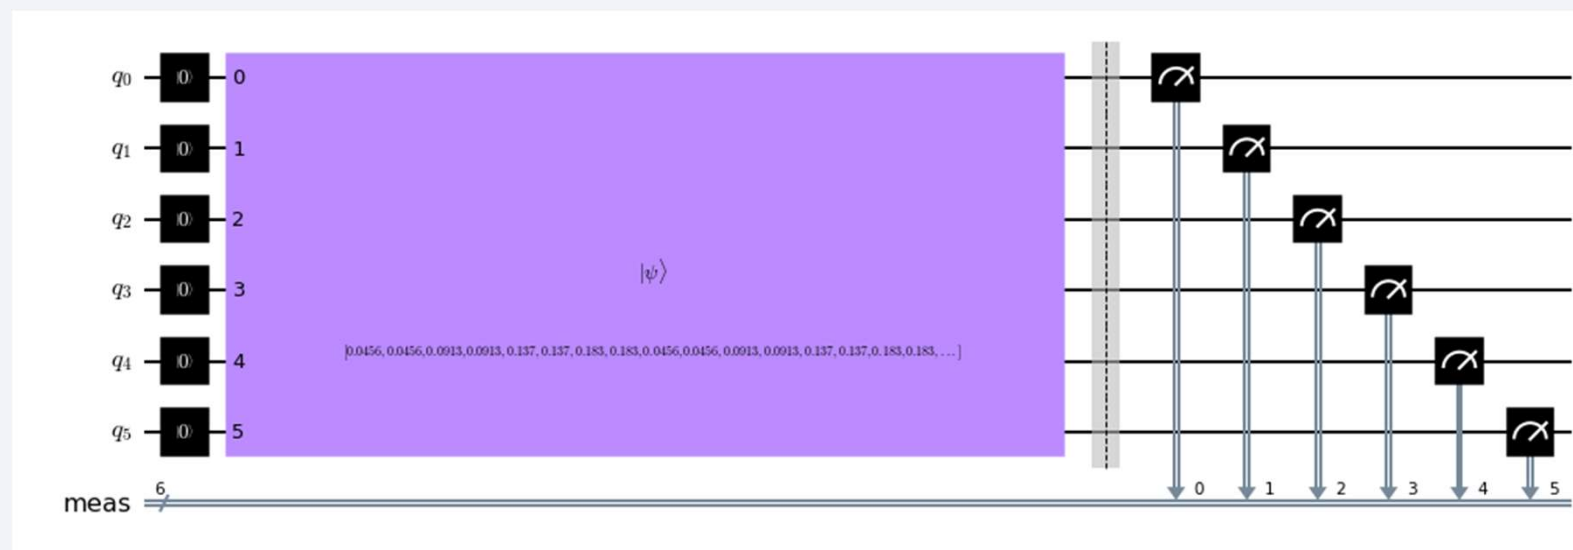 q0 |0⟩ 0
q1 |0⟩ 1
q2 |0⟩ 2
q3 |0⟩ 3
|ψ⟩
[0.0456, 0.0456, 0.0913, 0.0913, 0.137, 0.137, 0.183, 0.183, 0.0456, 0.0456, 0.0913, 0.0913, 0.137, 0.137, 0.183, 0.183, . . . ]
q4 |0⟩ 4
q5 |0⟩ 5
meas 6 0 1 2 3 4 5